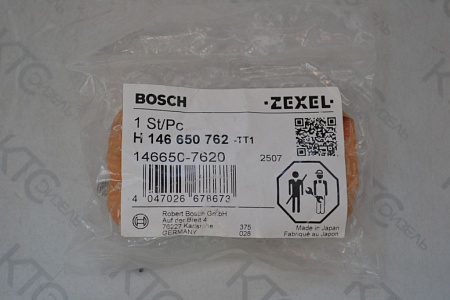 BOSCH
·ZEXEL·
1 St/Pc
H 146 650 762 -TT1
146650-7620
2507
4 047026 678673
Robert Bosch GmbH
Auf der Breit 4
76227 Karlsruhe
GERMANY
375
028
Made in Japan
Fabriqué au Japon